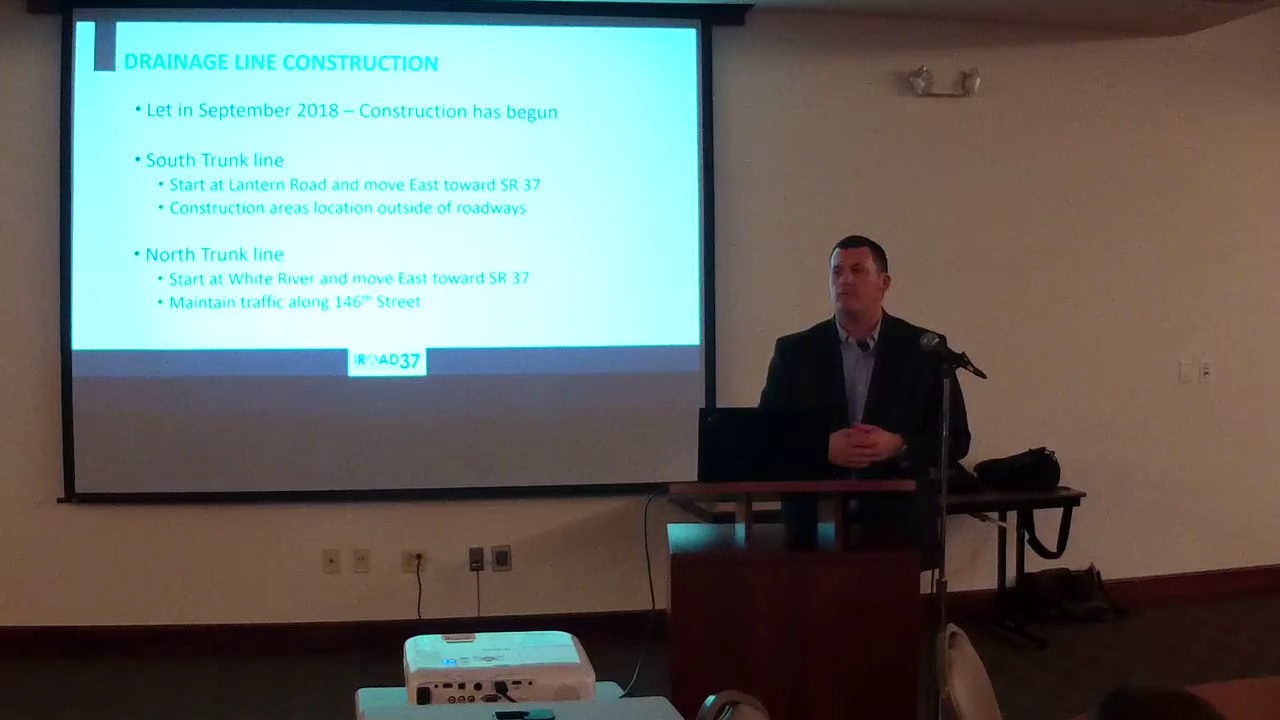 DRAINAGE LINE CONSTRUCTION
• Let in September 2018 – Construction has begun
• South Trunk line
• Start at Lantern Road and move East toward SR 37
• Construction areas location outside of roadways
• North Trunk line
• Start at White River and move East toward SR 37
• Maintain traffic along 146th Street
ROAD37